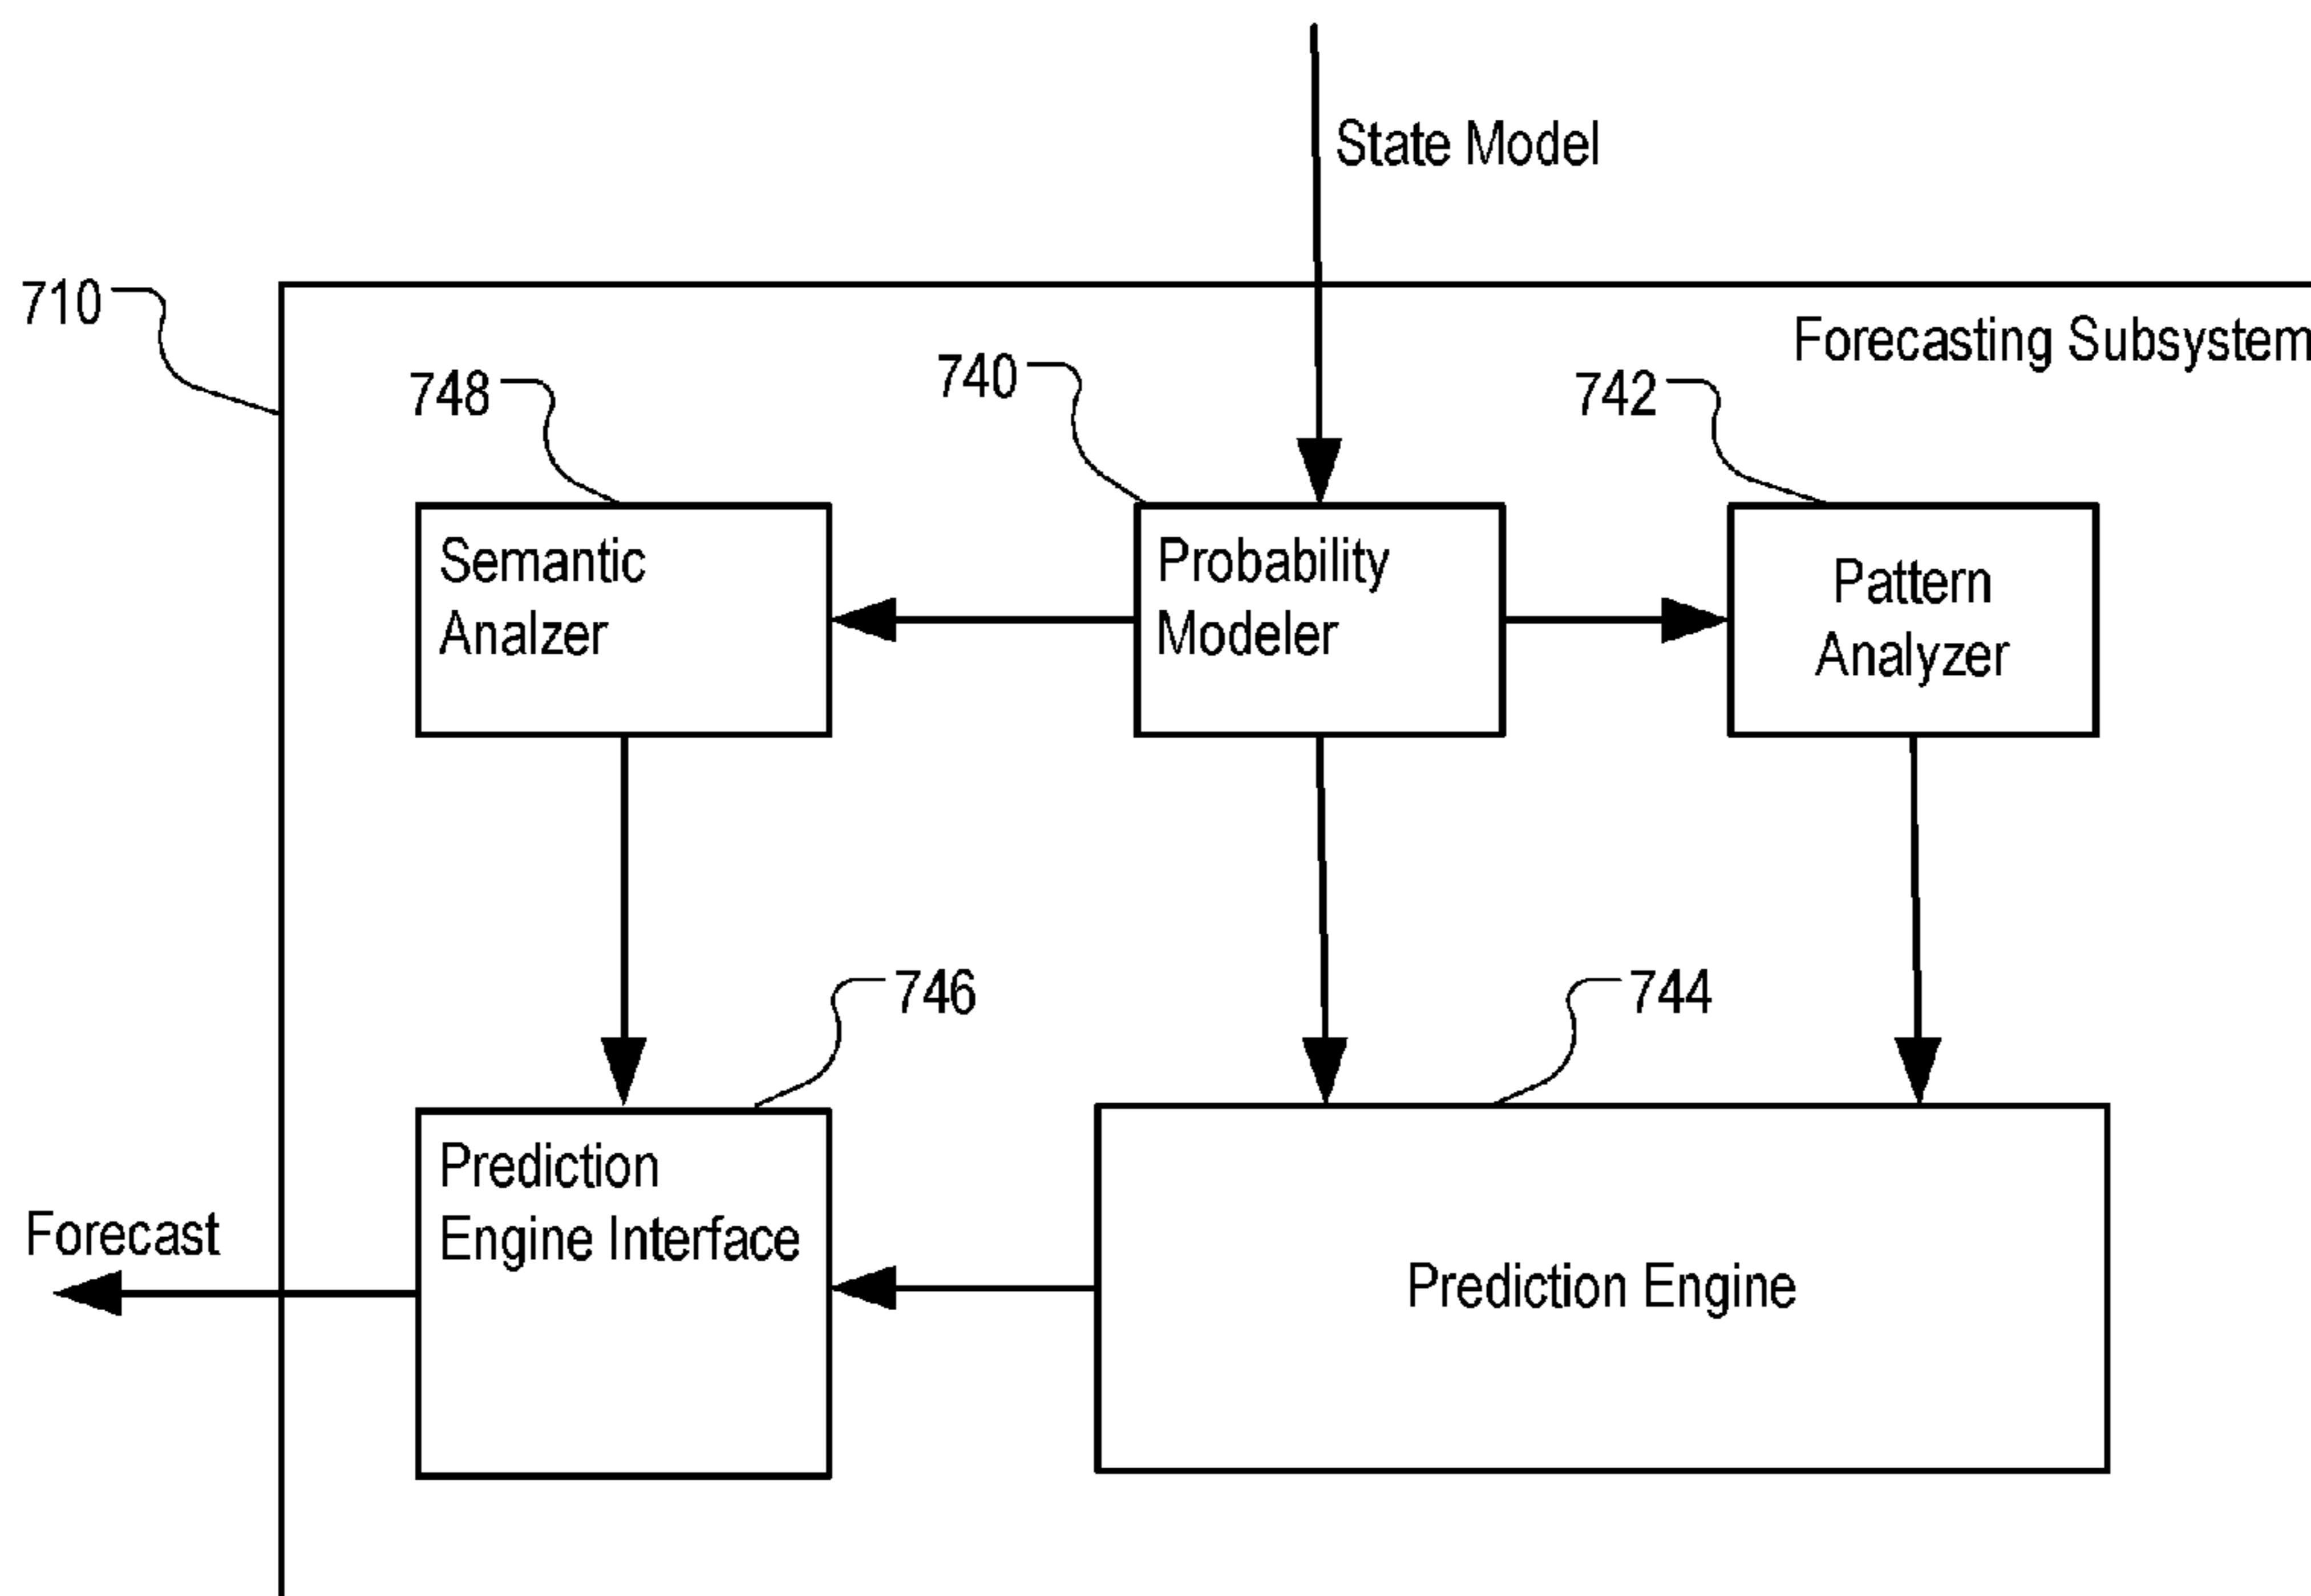 State Model
710
Forecasting Subsystem
748
740
742
Semantic
Analzer
Probability
Modeler
Pattern
Analyzer
746
744
Prediction
Engine Interface
Forecast
Prediction Engine